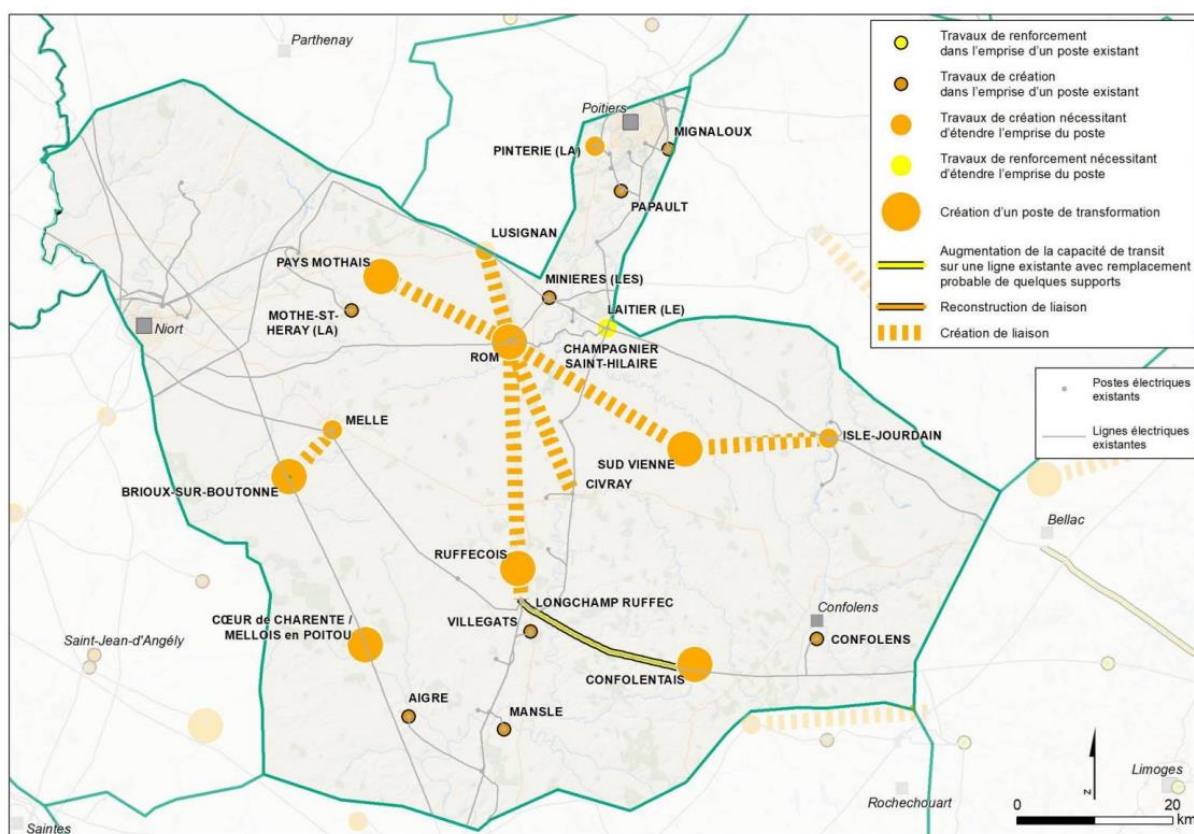 Parthenay
Poitiers
MIGNALOUX
PINTERIE (LA)
PAPAULT
LUSIGNAN
PAYS MOTHAIS
MINIERES (LES)
MOTHE-ST-
HERAY (LA)
LAITIER (LE)
Niort
ROM
CHAMPAGNIER
SAINT-HILAIRE
MELLE
ISLE-JOURDAIN
SUD VIENNE
BRIOUX-SUR-BOUTONNE
CIVRAY
Bellac
RUFFECOIS
LONGCHAMP RUFFEC
Confolens
CŒUR de CHARENTE /
MELLOIS en POITOU
VILLEGATS
CONFOLENS
Saint-Jean-d'Angély
CONFOLENTAIS
AIGRE
MANSLE
Limoges
Rochechouart
Saintes
Travaux de renforcement
dans l'emprise d'un poste existant
Travaux de création
dans l'emprise d'un poste existant
Travaux de création nécessitant
d'étendre l'emprise du poste
Travaux de renforcement nécessitant
d'étendre l'emprise du poste
Création d'un poste de transformation
Augmentation de la capacité de transit
sur une ligne existante avec remplacement
probable de quelques supports
Reconstruction de liaison
Création de liaison
Postes électriques
existants
Lignes électriques
existantes
N
0 20
km